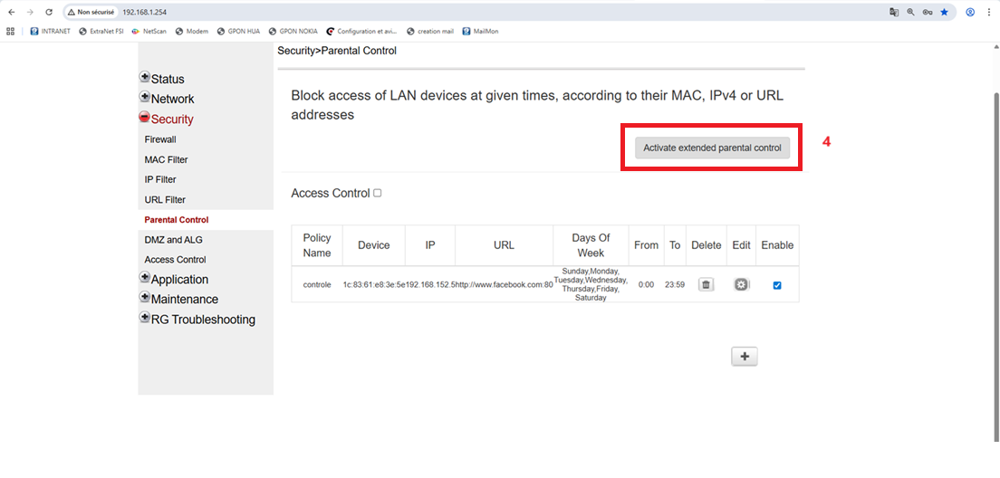 Non sécurisé 192.168.1.254
INTRANET ExtraNet FSI NetScan Modem GPON HUA GPON NOKIA Configuration et avi... creation mail MailMon
Security>Parental Control
Status
Network
Security
Firewall
MAC Filter
IP Filter
URL Filter
Parental Control
DMZ and ALG
Access Control
Application
Maintenance
RG Troubleshooting
Block access of LAN devices at given times, according to their MAC, IPv4 or URL
addresses
Activate extended parental control
4
Access Control
Policy Name Device IP URL Days Of Week From To Delete Edit Enable
controle 1c:83:61:e8:3e:5e 192.168.152.5 http://www.facebook.com:80 Sunday,Monday,
Tuesday,Wednesday,
Thursday,Friday,
Saturday
0:00 23:59